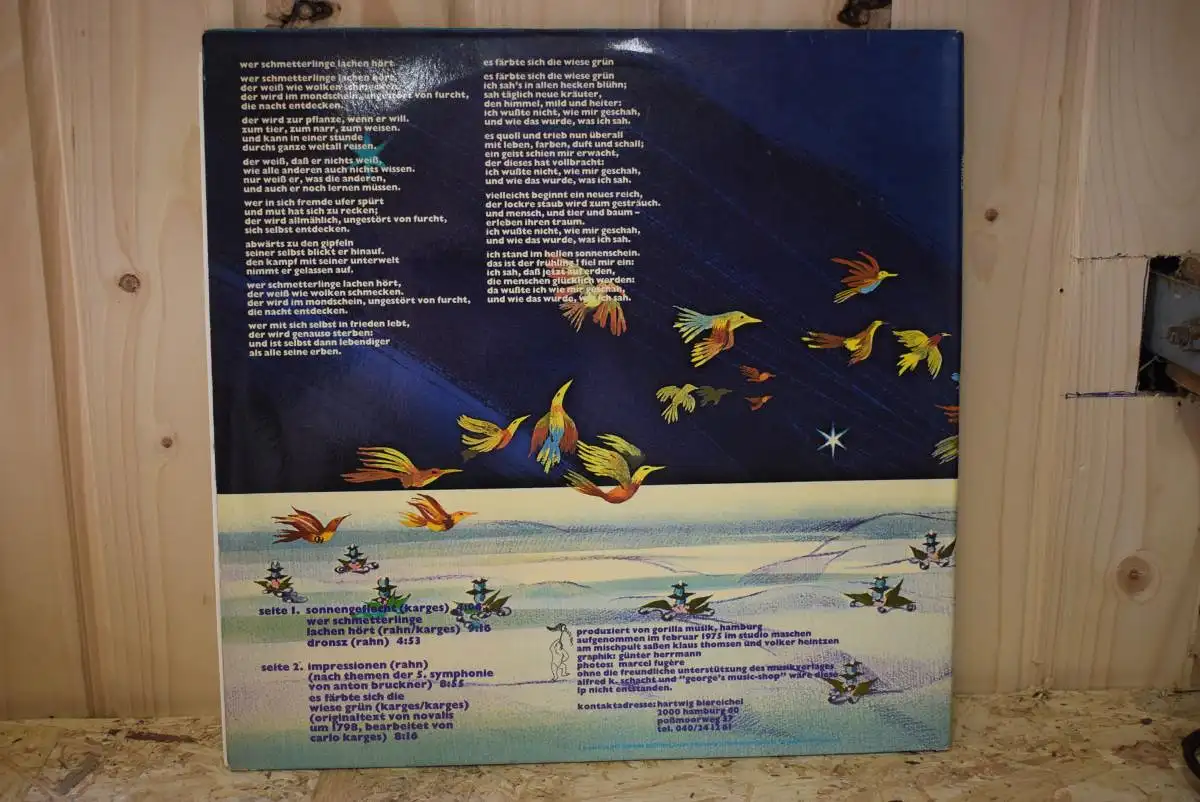 wer schmetterlinge lachen hört.
wer schmetterlinge lachen hört,
der weiß wie wolken schmecken.
der wird im mondschein, ungestört von furcht,
die nacht entdecken.
der wird zur pflanze, wenn er will.
zum tier, zum narr, zum weisen.
und kann in einer stunde
durchs ganze weltall reisen.
der weiß, daß er nichts weiß,
wie alle anderen auch nichts wissen.
nur weiß er, was die anderen,
und auch er noch lernen müssen.
wer in sich fremde ufer spürt
und mut hat sich zu recken;
der wird allmählich, ungestört von furcht,
sich selbst entdecken.
abwärts zu den gipfeln
seiner selbst blickt er hinauf.
den kampf mit seiner unterwelt
nimmt er gelassen auf.
wer schmetterlinge lachen hört,
der weiß wie wolken schmecken.
der wird im mondschein, ungestört von furcht,
die nacht entdecken.
wer mit sich selbst in frieden lebt,
der wird genauso sterben:
und ist selbst dann lebendiger
als alle seine erben.
es färbte sich die wiese grün
es färbte sich die wiese grün
ich sah's in allen hecken blühn;
sah täglich neue kräuter,
den himmel, mild und heiter:
ich wußte nicht, wie mir geschah,
und wie das wurde, was ich sah.
es quoll und trieb nun überall
mit leben, farben, duft und schall;
ein geist schien mir erwacht,
der dieses hat vollbracht:
ich wußte nicht, wie mir geschah,
und wie das wurde, was ich sah.
vielleicht beginnt ein neues reich,
der lockre staub wird zum gesträuch.
und mensch, und tier und baum –
erleben ihren traum.
ich wußte nicht, wie mir geschah,
und wie das wurde, was ich sah.
ich stand im hellen sonnenschein.
das ist der frühling! fiel mir ein:
ich sah, daß jetzt auf erden,
die menschen glücklich werden:
da wußte ich wie mir geschah,
und wie das wurde, was ich sah.
seite 1. sonnengeflecht (karges)
wer schmetterlinge
lachen hört (rahn/karges) 9:16
dronsz (rahn) 4:53
seite 2. impressionen (rahn)
(nach themen der 5. symphonie
von anton bruckner) 8:55
es färbte sich die
wiese grün (karges/karges)
(originaltext von novalis
um 1798, bearbeitet von
carlo karges) 8:16
produziert von gorilla musik, hamburg
aufgenommen im februar 1975 im studio maschen
am mischpult saßen klaus thomsen und volker heintzen
graphik: günter herrmann
photos: marcel fugère
ohne die freundliche unterstützung des musikverlages
alfred k. schacht und "george's music-shop" wäre diese
lp nicht entstanden.
kontaktadresse: hartwig biereichel
2000 hamburg 60
poßmoorweg 37
tel. 040/24 12 61